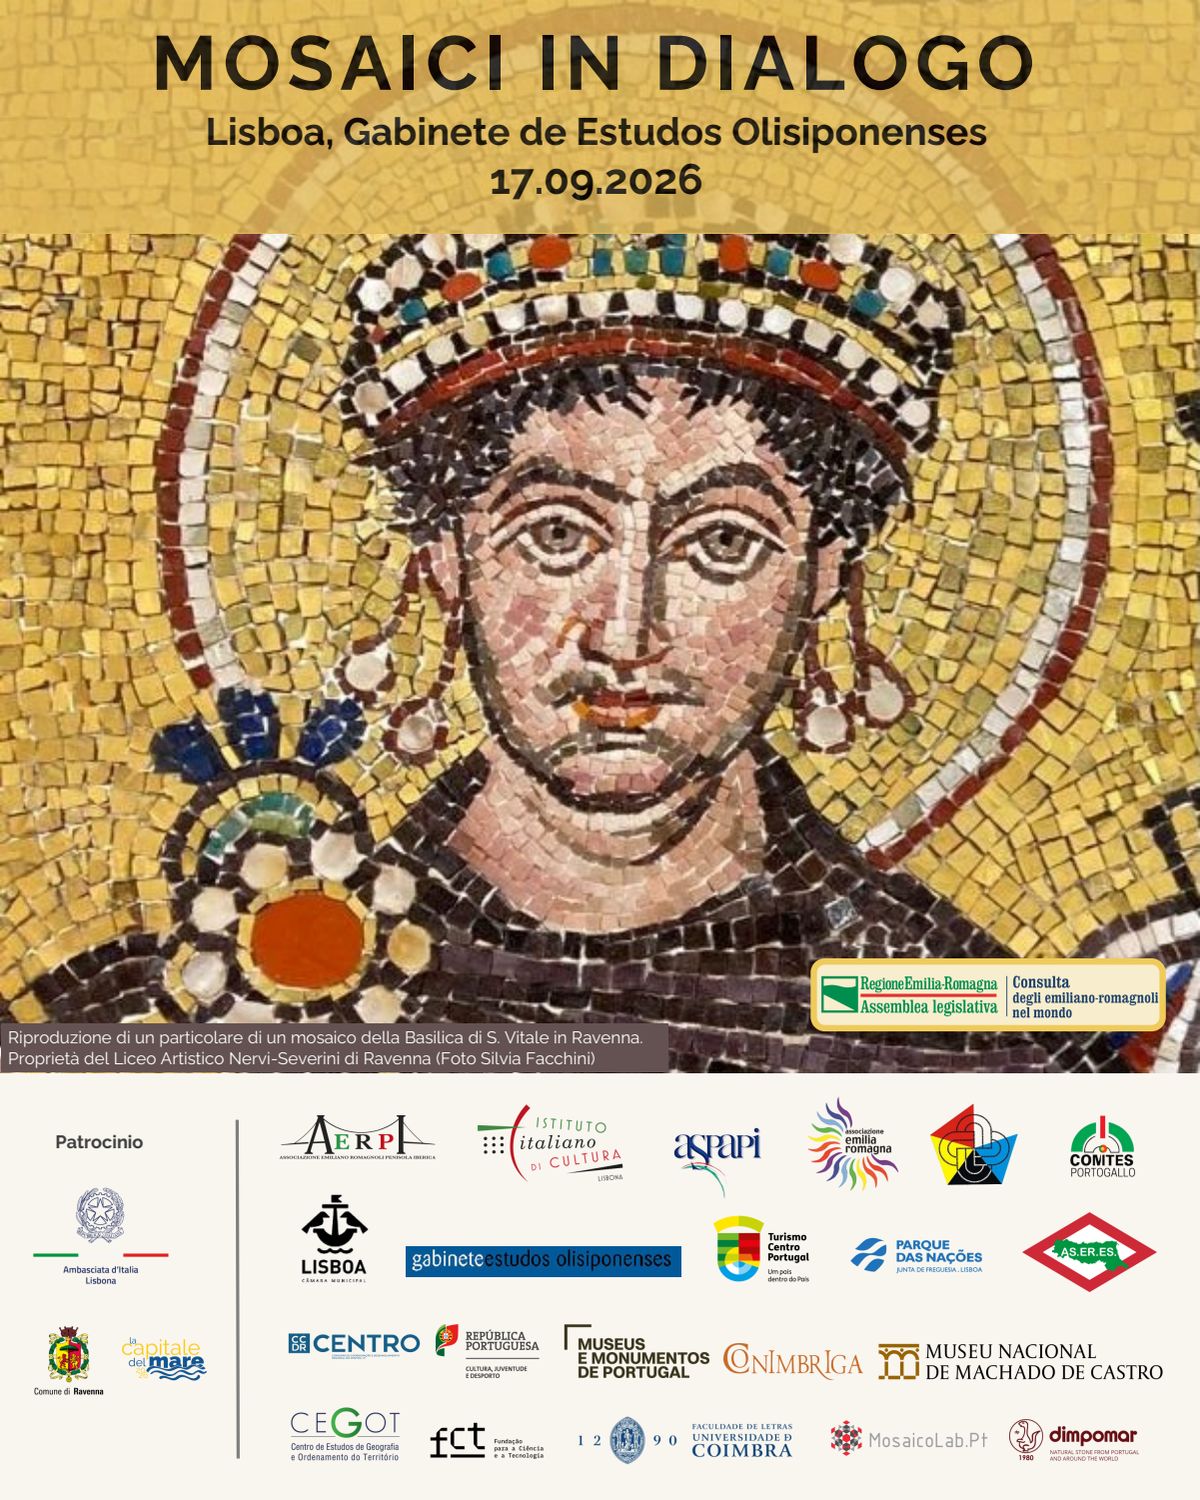 MOSAICI IN DIALOGO
Lisboa, Gabinete de Estudos Olisiponenses
17.09.2026
RegioneEmilia-Romagna
Assemblea legislativa
Consulta
degli emiliano-romagnoli
nel mondo
Riproduzione di un particolare di un mosaico della Basilica di S. Vitale in Ravenna.
Proprietà del Liceo Artistico Nervi-Severini di Ravenna (Foto Silvia Facchini)
Patrocinio
Ambasciata d'Italia
Lisbona
Comune di Ravenna
la
capitale
del mare
AERPI
ASSOCIAZIONE EMILIANO ROMAGNOLI PENISOLA IBERICA
ISTITUTO
italiano
DI CULTURA
LISBONA
aspapi
associazione
emilia
romagna
COMITES
PORTOGALLO
LISBOA
CÂMARA MUNICIPAL
gabineteestudos olisiponenses
Turismo
Centro
Portugal
Um país
dentro do País
PARQUE
DAS NAÇÕES
JUNTA DE FREGUESIA . LISBOA
AS.ER.ES.
CC
DR
CENTRO
REPÚBLICA
PORTUGUESA
CULTURA, JUVENTUDE
E DESPORTO
MUSEUS
E MONUMENTOS
DE PORTUGAL
CONIMBRIGA
MUSEU NACIONAL
DE MACHADO DE CASTRO
CEGOT
Centro de Estudos de Geografia
e Ordenamento do Território
fct
Fundação
para a Ciência
e a Tecnologia
12 90
FACULDADE DE LETRAS
UNIVERSIDADE D
COIMBRA
MosaicoLab.Pt
1980
dimpomar
NATURAL STONE FROM PORTUGAL
AND AROUND THE WORLD